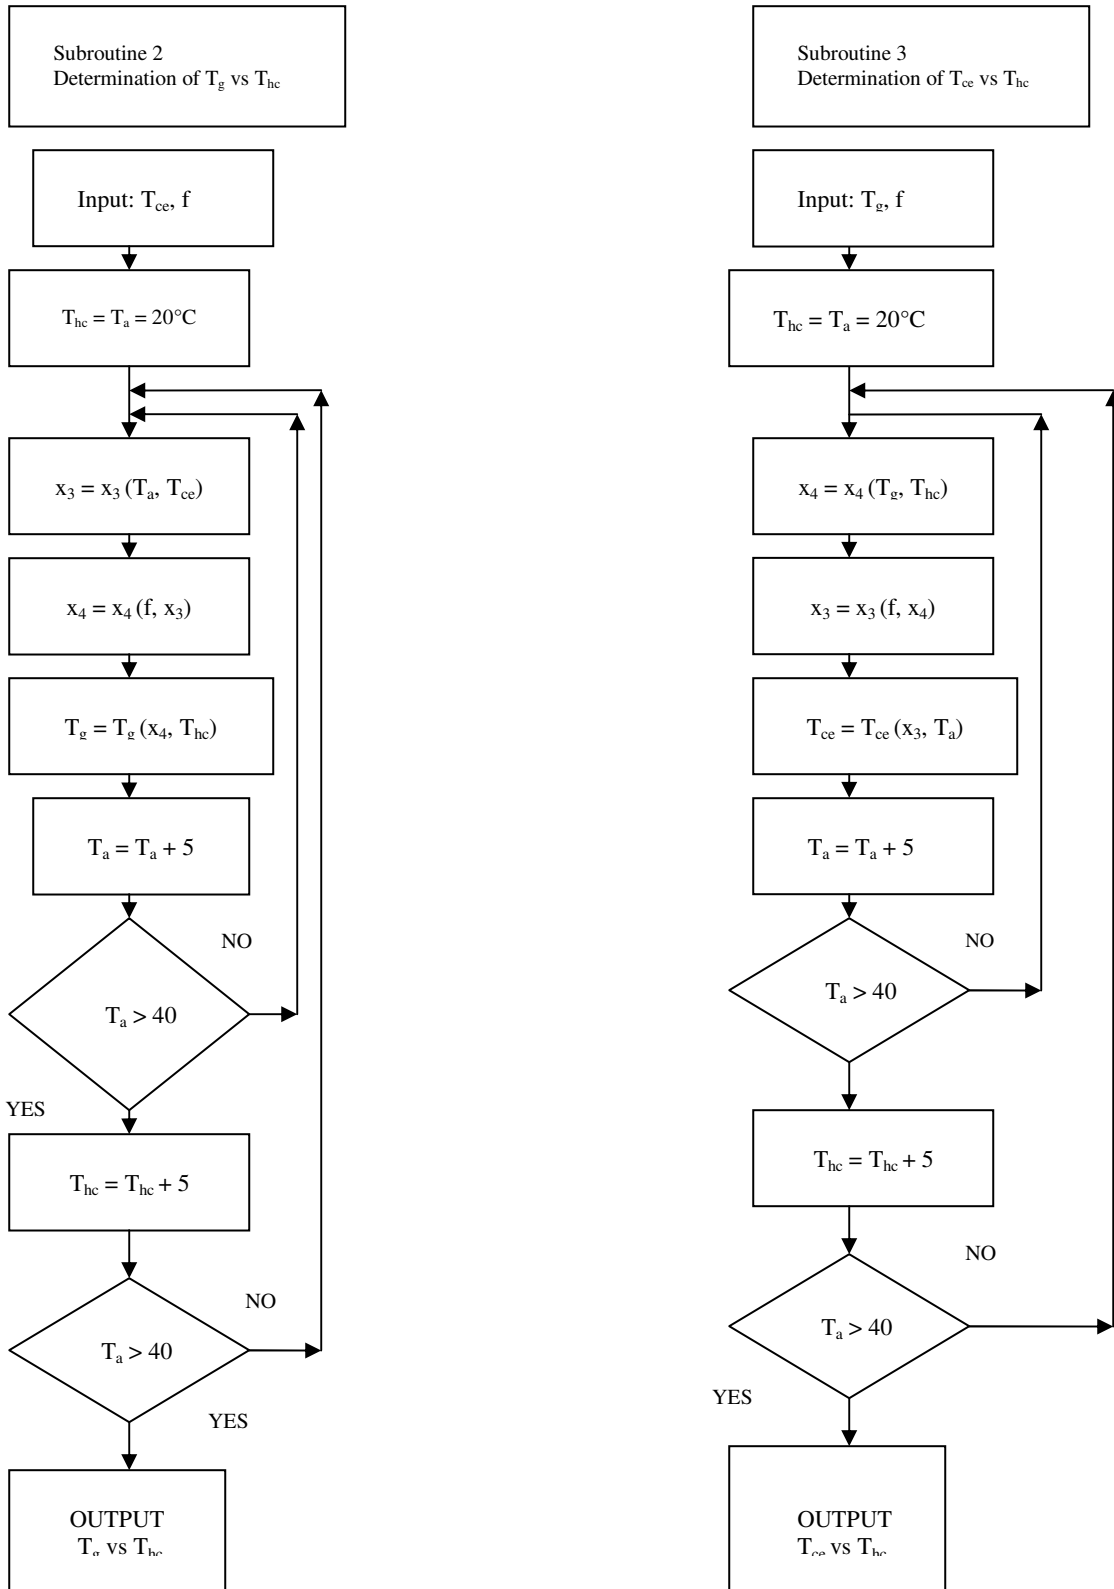 Subroutine 2
Determination of T_g vs T_hc
Input: T_ce, f
T_hc = T_a = 20°C
x_3 = x_3 (T_a, T_ce)
x_4 = x_4 (f, x_3)
T_g = T_g (x_4, T_hc)
T_a = T_a + 5
NO
T_a > 40
YES
T_hc = T_hc + 5
NO
T_a > 40
YES
OUTPUT
T_g vs T_hc
Subroutine 3
Determination of T_ce vs T_hc
Input: T_g, f
T_hc = T_a = 20°C
x_4 = x_4 (T_g, T_hc)
x_3 = x_3 (f, x_4)
T_ce = T_ce (x_3, T_a)
T_a = T_a + 5
NO
T_a > 40
T_hc = T_hc + 5
NO
T_a > 40
YES
OUTPUT
T_ce vs T_hc